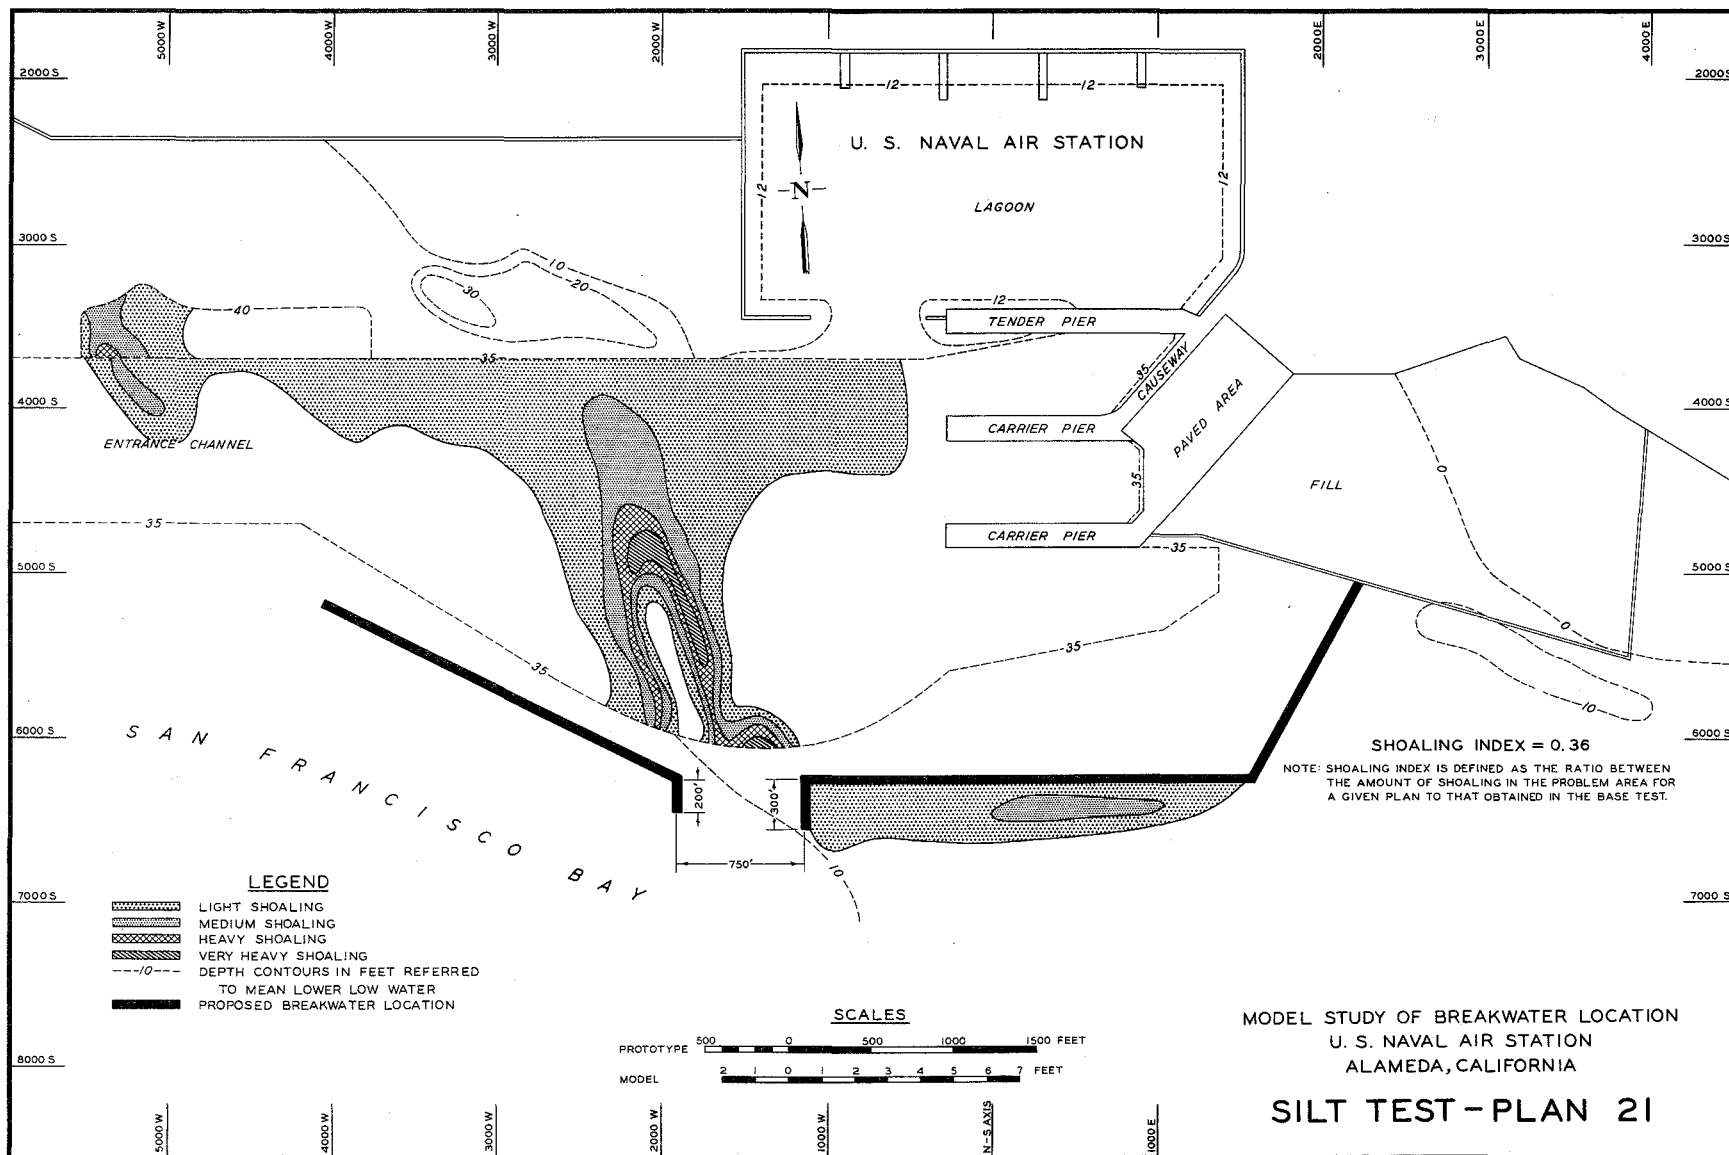 5000 W
4000 W
3000 W
2000 W
2000 E
3000 E
4000 E
2000 S
2000 S
12
12
U. S. NAVAL AIR STATION
12
12
N
LAGOON
3000 S
3000 S
10
20
30
40
12
TENDER PIER
35
35
CAUSEWAY
4000 S
4000 S
PAVED AREA
CARRIER PIER
ENTRANCE CHANNEL
0
35
FILL
35
CARRIER PIER
35
5000 S
5000 S
0
35
35
10
6000 S
6000 S
SAN FRANCISCO BAY
SHOALING INDEX = 0.36
NOTE: SHOALING INDEX IS DEFINED AS THE RATIO BETWEEN
THE AMOUNT OF SHOALING IN THE PROBLEM AREA FOR
A GIVEN PLAN TO THAT OBTAINED IN THE BASE TEST.
200'
300'
750'
10
7000 S
7000 S
LEGEND
LIGHT SHOALING
MEDIUM SHOALING
HEAVY SHOALING
VERY HEAVY SHOALING
---10--- DEPTH CONTOURS IN FEET REFERRED
TO MEAN LOWER LOW WATER
PROPOSED BREAKWATER LOCATION
SCALES
PROTOTYPE 500 0 500 1000 1500 FEET
MODEL 2 1 0 1 2 3 4 5 6 7 FEET
8000 S
MODEL STUDY OF BREAKWATER LOCATION
U. S. NAVAL AIR STATION
ALAMEDA, CALIFORNIA
SILT TEST - PLAN 21
5000 W
4000 W
3000 W
2000 W
1000 W
N-S AXIS
1000 E